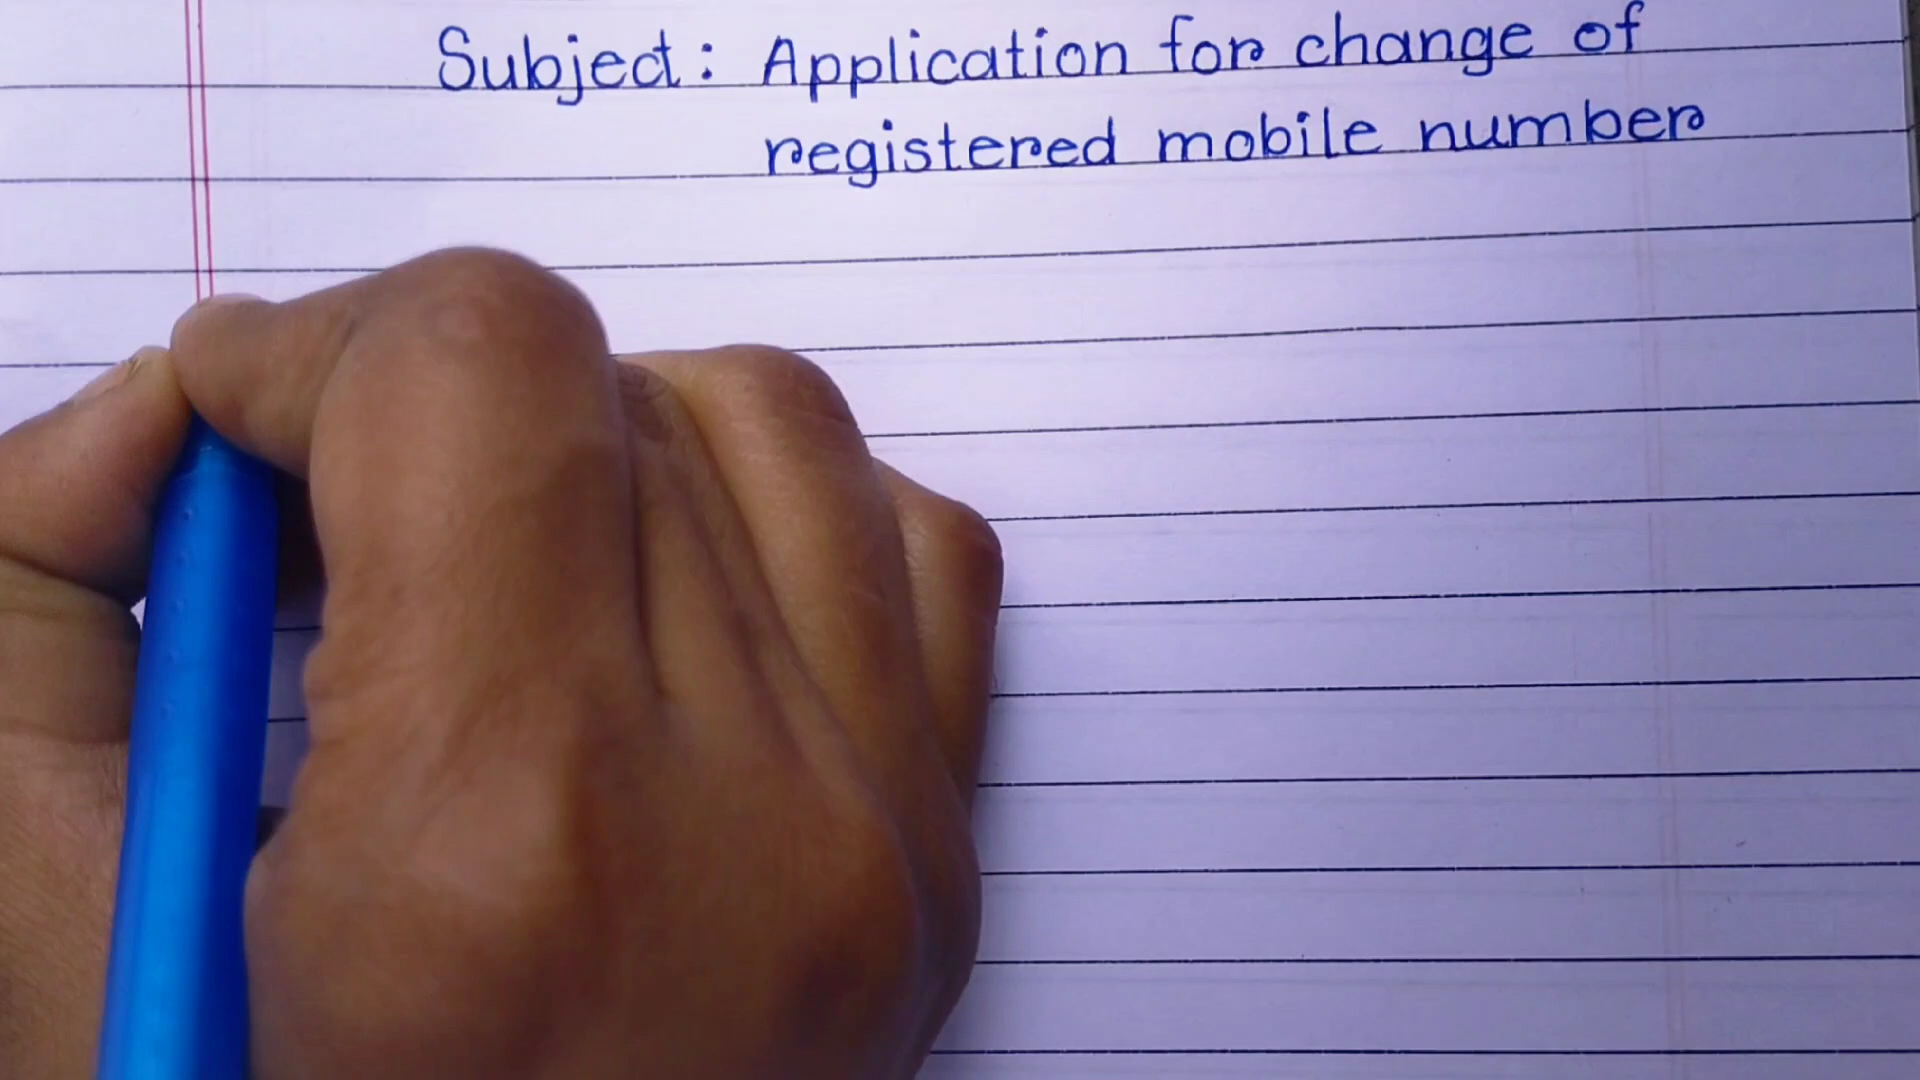 Subject: Application for change of
registered mobile number